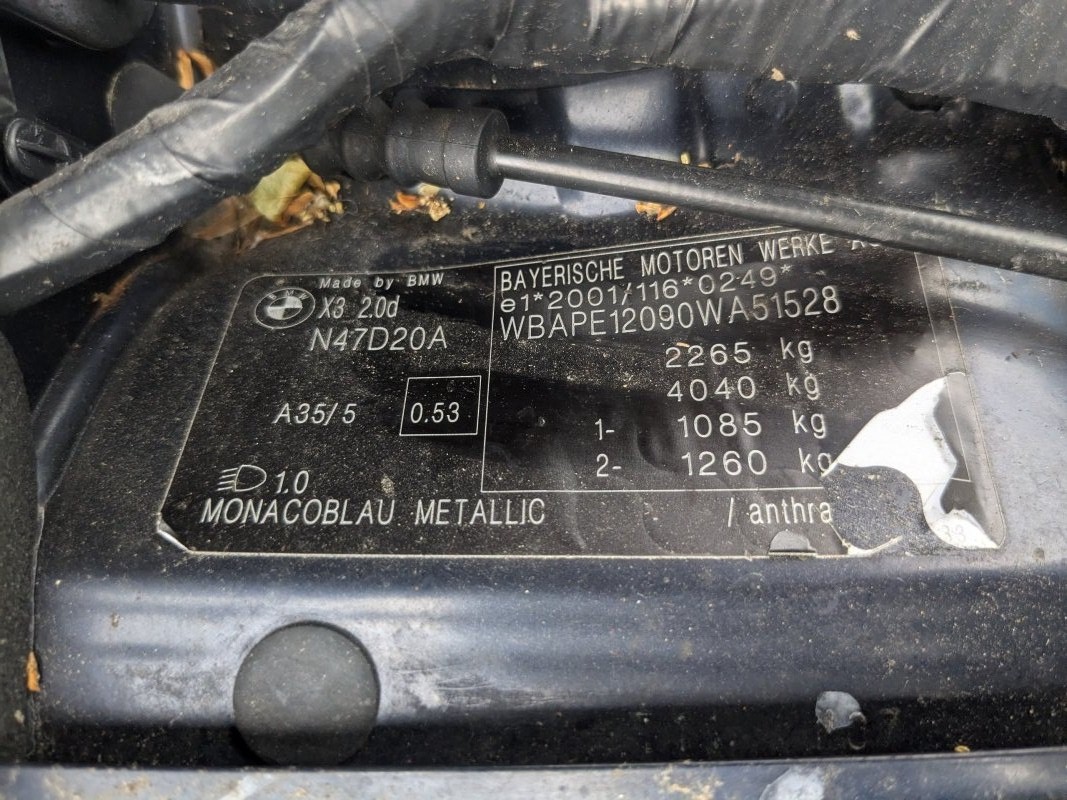 Made by BMW
X3 2.0d
N47D20A
A35/5 0.53
1.0
MONACOBLAU METALLIC / anthra
BAYERISCHE MOTOREN WERKE
e1*2001/116*0249*
WBAPE12090WA51528
2265 kg
4040 kg
1- 1085 kg
2- 1260 kg